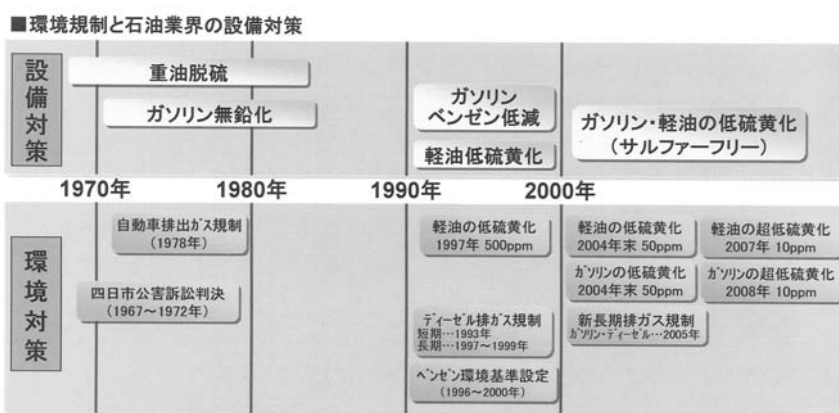 ■環境規制と石油業界の設備対策
設備対策
重油脱硫
ガソリン無鉛化
ガソリン
ベンゼン低減
軽油低硫黄化
ガソリン・軽油の低硫黄化
(サルファーフリー)
1970年
1980年
1990年
2000年
環境対策
自動車排出ガス規制
(1978年)
四日市公害訴訟判決
(1967〜1972年)
軽油の低硫黄化
1997年 500ppm
ディーゼル排ガス規制
短期…1993年
長期…1997〜1999年
ベンゼン環境基準設定
(1996〜2000年)
軽油の低硫黄化
2004年末 50ppm
軽油の超低硫黄化
2007年 10ppm
ガソリンの低硫黄化
2004年末 50ppm
ガソリンの超低硫黄化
2008年 10ppm
新長期排ガス規制
ガソリン・ディーゼル…2005年